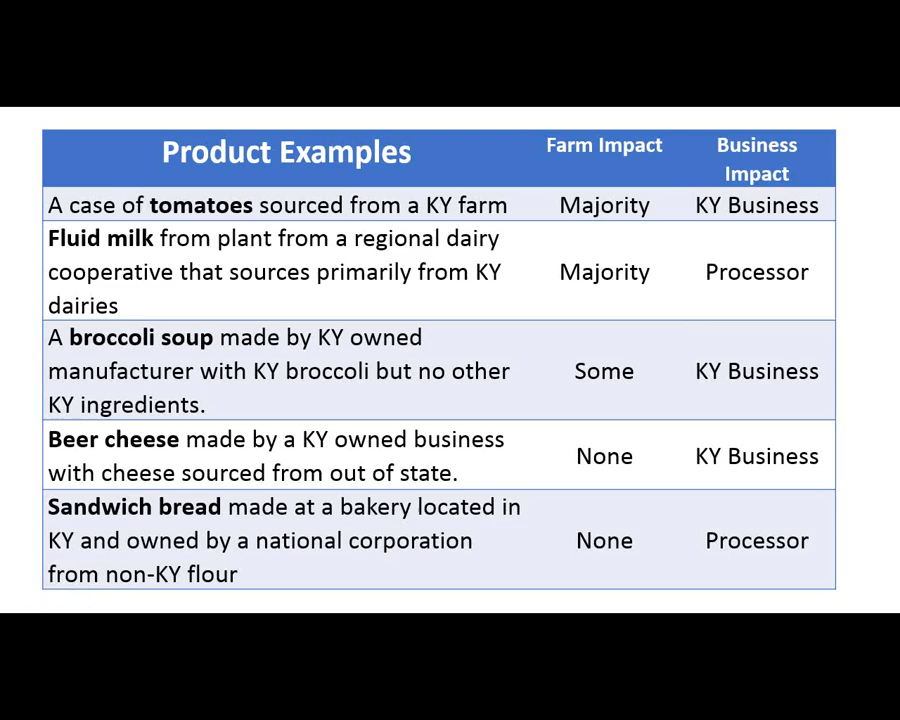 Product Examples
Farm Impact
Business
Impact
A case of tomatoes sourced from a KY farm
Majority
KY Business
Fluid milk from plant from a regional dairy
cooperative that sources primarily from KY
dairies
Majority
Processor
A broccoli soup made by KY owned
manufacturer with KY broccoli but no other
KY ingredients.
Some
KY Business
Beer cheese made by a KY owned business
with cheese sourced from out of state.
None
KY Business
Sandwich bread made at a bakery located in
KY and owned by a national corporation
from non-KY flour
None
Processor